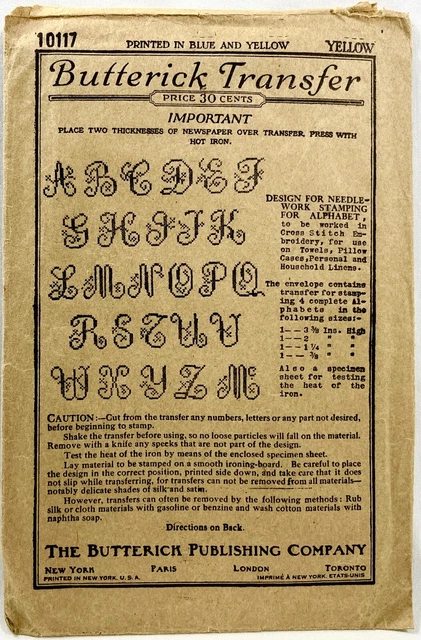 10117
PRINTED IN BLUE AND YELLOW
YELLOW
Butterick Transfer
PRICE 30 CENTS
IMPORTANT
PLACE TWO THICKNESSES OF NEWSPAPER OVER TRANSFER. PRESS WITH
HOT IRON.
A B C D E F
G H I J K
L M N O P Q
R S T U V
W X Y Z Mc
DESIGN FOR NEEDLE-
WORK STAMPING
FOR ALPHABET,
to be worked in
Cross Stitch Em-
broidery, for use
on Towels, Pillow
Cases,Personal and
Household Linens.
The envelope contains
transfer for stamp-
ing 4 complete Al-
phabets in the
following sizes:-
1--3 ⅜ Ins. High
1--2 " "
1--1¼ " "
1-- ⅞ " "
Also a specimen
sheet for testing
the heat of the
iron.
CAUTION:—Cut from the transfer any numbers, letters or any part not desired,
before beginning to stamp.
Shake the transfer before using, so no loose particles will fall on the material.
Remove with a knife any specks that are not part of the design.
Test the heat of the iron by means of the enclosed specimen sheet.
Lay material to be stamped on a smooth ironing-board. Be careful to place
the design in the correct position, printed side down, and take care that it does
not slip while transferring, for transfers can not be removed from all materials—
notably delicate shades of silk and satin.
However, transfers can often be removed by the following methods: Rub
silk or cloth materials with gasoline or benzine and wash cotton materials with
naphtha soap.
Directions on Back.
THE BUTTERICK PUBLISHING COMPANY
NEW YORK PARIS LONDON TORONTO
PRINTED IN NEW YORK, U. S. A. IMPRIMÉ À NEW YORK, ETATS-UNIS